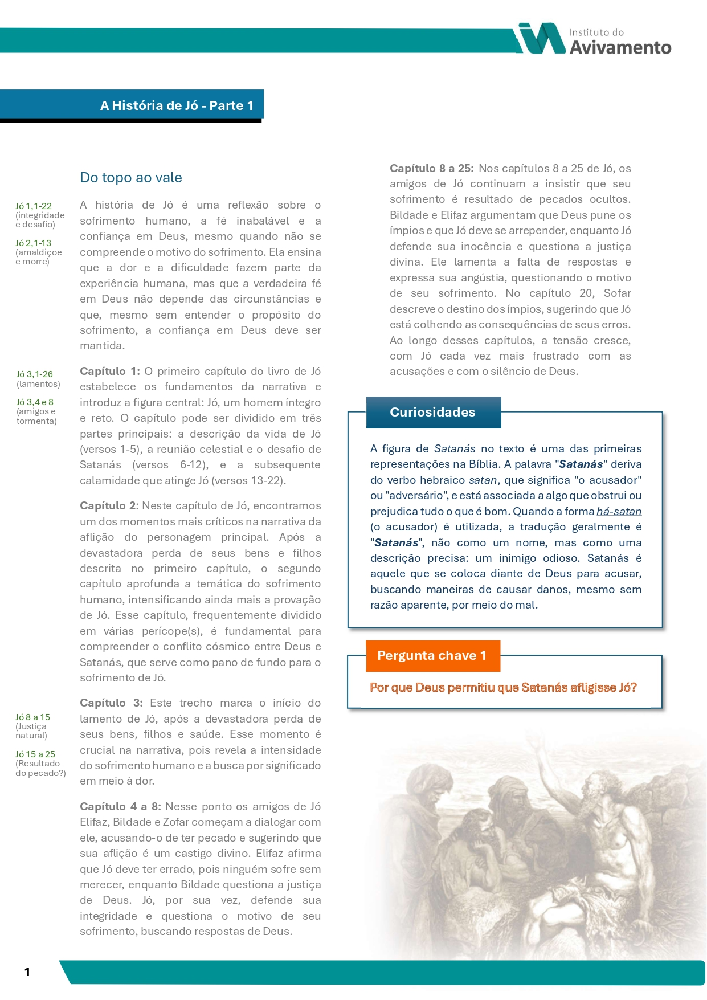 Instituto do
Avivamento
A História de Jó - Parte 1
Do topo ao vale
Jó 1,1-22
(integridade
e desafio)
Jó 2,1-13
(amaldiçoe
e morre)
A história de Jó é uma reflexão sobre o
sofrimento humano, a fé inabalável e a
confiança em Deus, mesmo quando não se
compreende o motivo do sofrimento. Ela ensina
que a dor e a dificuldade fazem parte da
experiência humana, mas que a verdadeira fé
em Deus não depende das circunstâncias e
que, mesmo sem entender o propósito do
sofrimento, a confiança em Deus deve ser
mantida.
Jó 3,1-26
(lamentos)
Jó 3,4 e 8
(amigos e
tormenta)
Capítulo 1: O primeiro capítulo do livro de Jó
estabelece os fundamentos da narrativa e
introduz a figura central: Jó, um homem íntegro
e reto. O capítulo pode ser dividido em três
partes principais: a descrição da vida de Jó
(versos 1-5), a reunião celestial e o desafio de
Satanás (versos 6-12), e a subsequente
calamidade que atinge Jó (versos 13-22).
Capítulo 2: Neste capítulo de Jó, encontramos
um dos momentos mais críticos na narrativa da
aflição do personagem principal. Após a
devastadora perda de seus bens e filhos
descrita no primeiro capítulo, o segundo
capítulo aprofunda a temática do sofrimento
humano, intensificando ainda mais a provação
de Jó. Esse capítulo, frequentemente dividido
em várias perícope(s), é fundamental para
compreender o conflito cósmico entre Deus e
Satanás, que serve como pano de fundo para o
sofrimento de Jó.
Jó 8 a 15
(Justiça
natural)
Jó 15 a 25
(Resultado
do pecado?)
Capítulo 3: Este trecho marca o início do
lamento de Jó, após a devastadora perda de
seus bens, filhos e saúde. Esse momento é
crucial na narrativa, pois revela a intensidade
do sofrimento humano e a busca por significado
em meio à dor.
Capítulo 4 a 8: Nesse ponto os amigos de Jó
Elifaz, Bildade e Zofar começam a dialogar com
ele, acusando-o de ter pecado e sugerindo que
sua aflição é um castigo divino. Elifaz afirma
que Jó deve ter errado, pois ninguém sofre sem
merecer, enquanto Bildade questiona a justiça
de Deus. Jó, por sua vez, defende sua
integridade e questiona o motivo de seu
sofrimento, buscando respostas de Deus.
Capítulo 8 a 25: Nos capítulos 8 a 25 de Jó, os
amigos de Jó continuam a insistir que seu
sofrimento é resultado de pecados ocultos.
Bildade e Elifaz argumentam que Deus pune os
ímpios e que Jó deve se arrepender, enquanto Jó
defende sua inocência e questiona a justiça
divina. Ele lamenta a falta de respostas e
expressa sua angústia, questionando o motivo
de seu sofrimento. No capítulo 20, Sofar
descreve o destino dos ímpios, sugerindo que Jó
está colhendo as consequências de seus erros.
Ao longo desses capítulos, a tensão cresce,
com Jó cada vez mais frustrado com as
acusações e com o silêncio de Deus.
Curiosidades
A figura de Satanás no texto é uma das primeiras
representações na Bíblia. A palavra "Satanás" deriva
do verbo hebraico satan, que significa "o acusador"
ou "adversário", e está associada a algo que obstrui ou
prejudica tudo o que é bom. Quando a forma há-satan
(o acusador) é utilizada, a tradução geralmente é
"Satanás", não como um nome, mas como uma
descrição precisa: um inimigo odioso. Satanás é
aquele que se coloca diante de Deus para acusar,
buscando maneiras de causar danos, mesmo sem
razão aparente, por meio do mal.
Pergunta chave 1
Por que Deus permitiu que Satanás afligisse Jó?
1